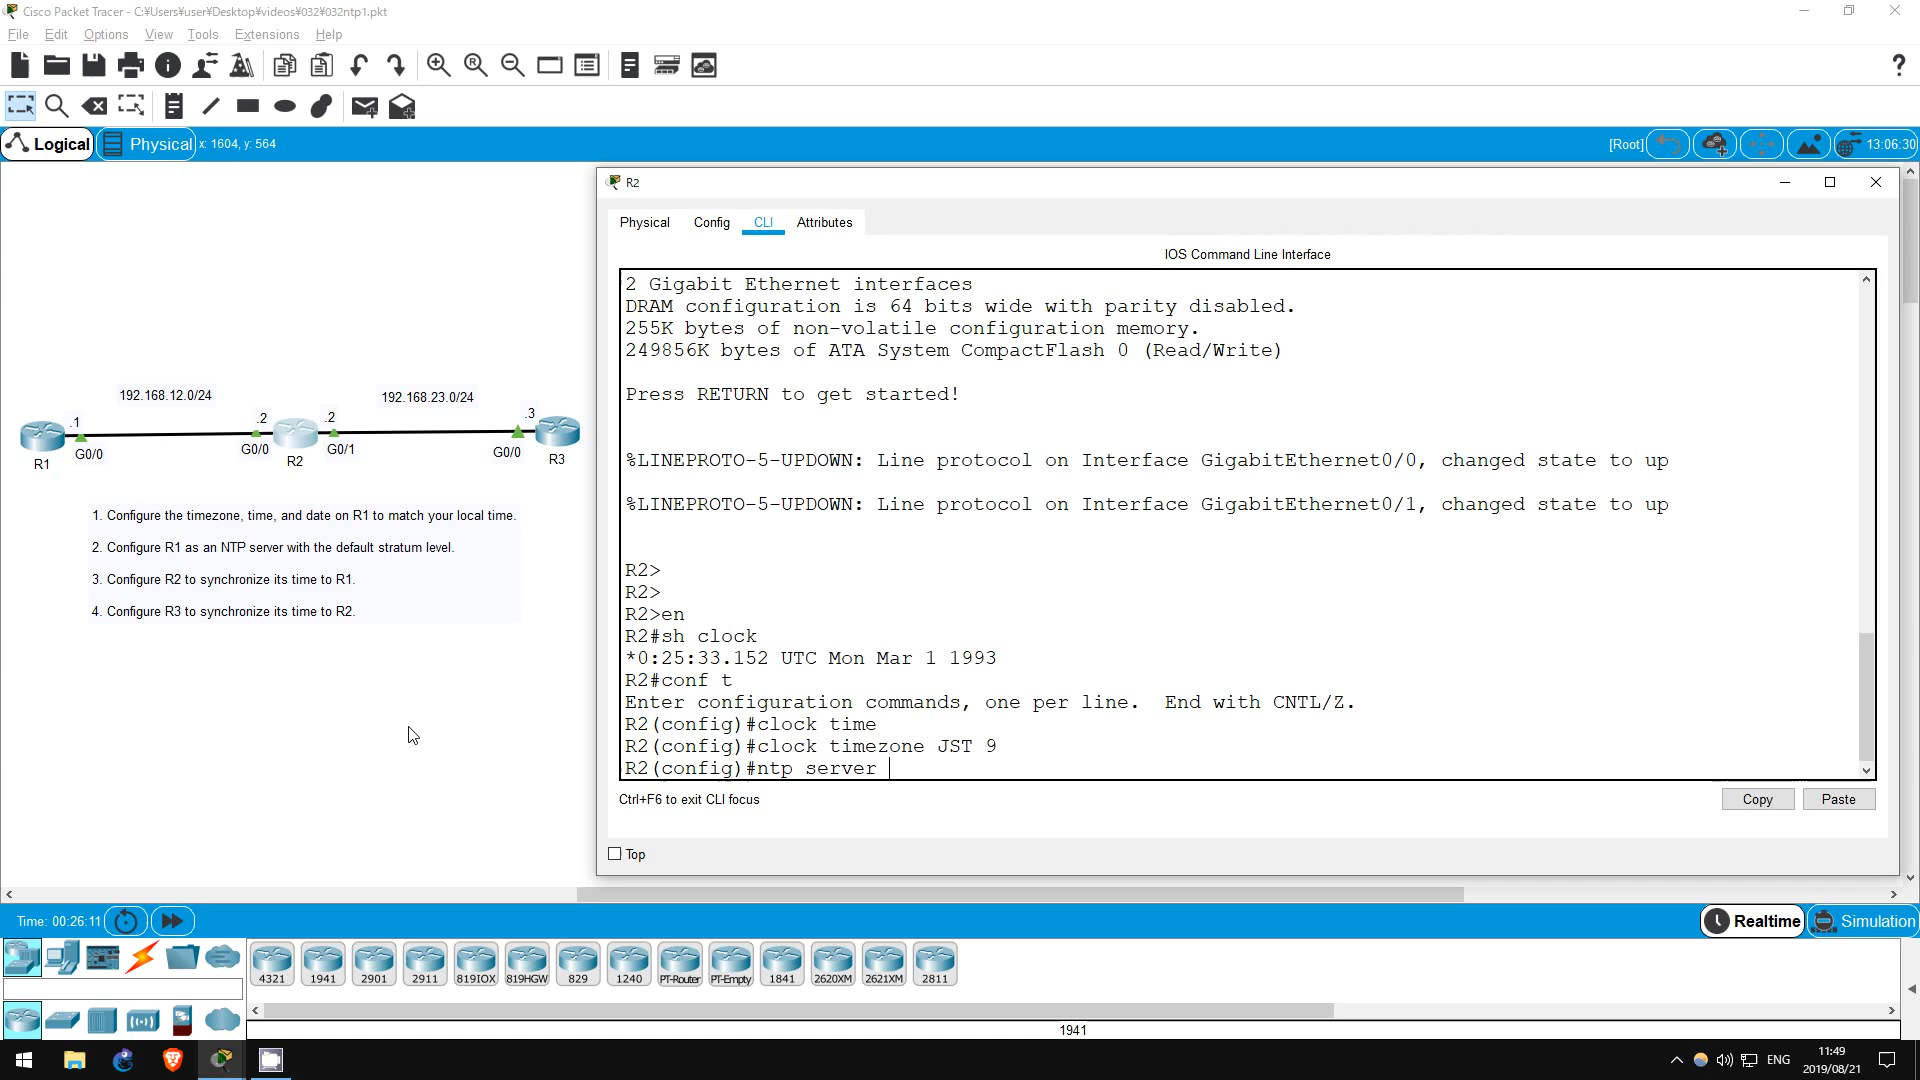 Cisco Packet Tracer - C:¥Users¥user¥Desktop¥videos¥032¥032ntp1.pkt
File Edit Options View Tools Extensions Help
Logical Physical x: 1604, y: 564 [Root] 13:06:30
R2
Physical Config CLI Attributes
IOS Command Line Interface
2 Gigabit Ethernet interfaces
DRAM configuration is 64 bits wide with parity disabled.
255K bytes of non-volatile configuration memory.
249856K bytes of ATA System CompactFlash 0 (Read/Write)
Press RETURN to get started!
%LINEPROTO-5-UPDOWN: Line protocol on Interface GigabitEthernet0/0, changed state to up
%LINEPROTO-5-UPDOWN: Line protocol on Interface GigabitEthernet0/1, changed state to up
R2>
R2>
R2>en
R2#sh clock
*0:25:33.152 UTC Mon Mar 1 1993
R2#conf t
Enter configuration commands, one per line. End with CNTL/Z.
R2(config)#clock time
R2(config)#clock timezone JST 9
R2(config)#ntp server
Ctrl+F6 to exit CLI focus
Copy Paste
Top
192.168.12.0/24 192.168.23.0/24
.1 .2 .2 .3
G0/0 G0/0 G0/1 G0/0
R1 R2 R3
1. Configure the timezone, time, and date on R1 to match your local time.
2. Configure R1 as an NTP server with the default stratum level.
3. Configure R2 to synchronize its time to R1.
4. Configure R3 to synchronize its time to R2.
Time: 00:26:11 Realtime Simulation
4321 1941 2901 2911 819IOX 819HGW 829 1240 PT-Router PT-Empty 1841 2620XM 2621XM 2811
1941
ENG 11:49
2019/08/21